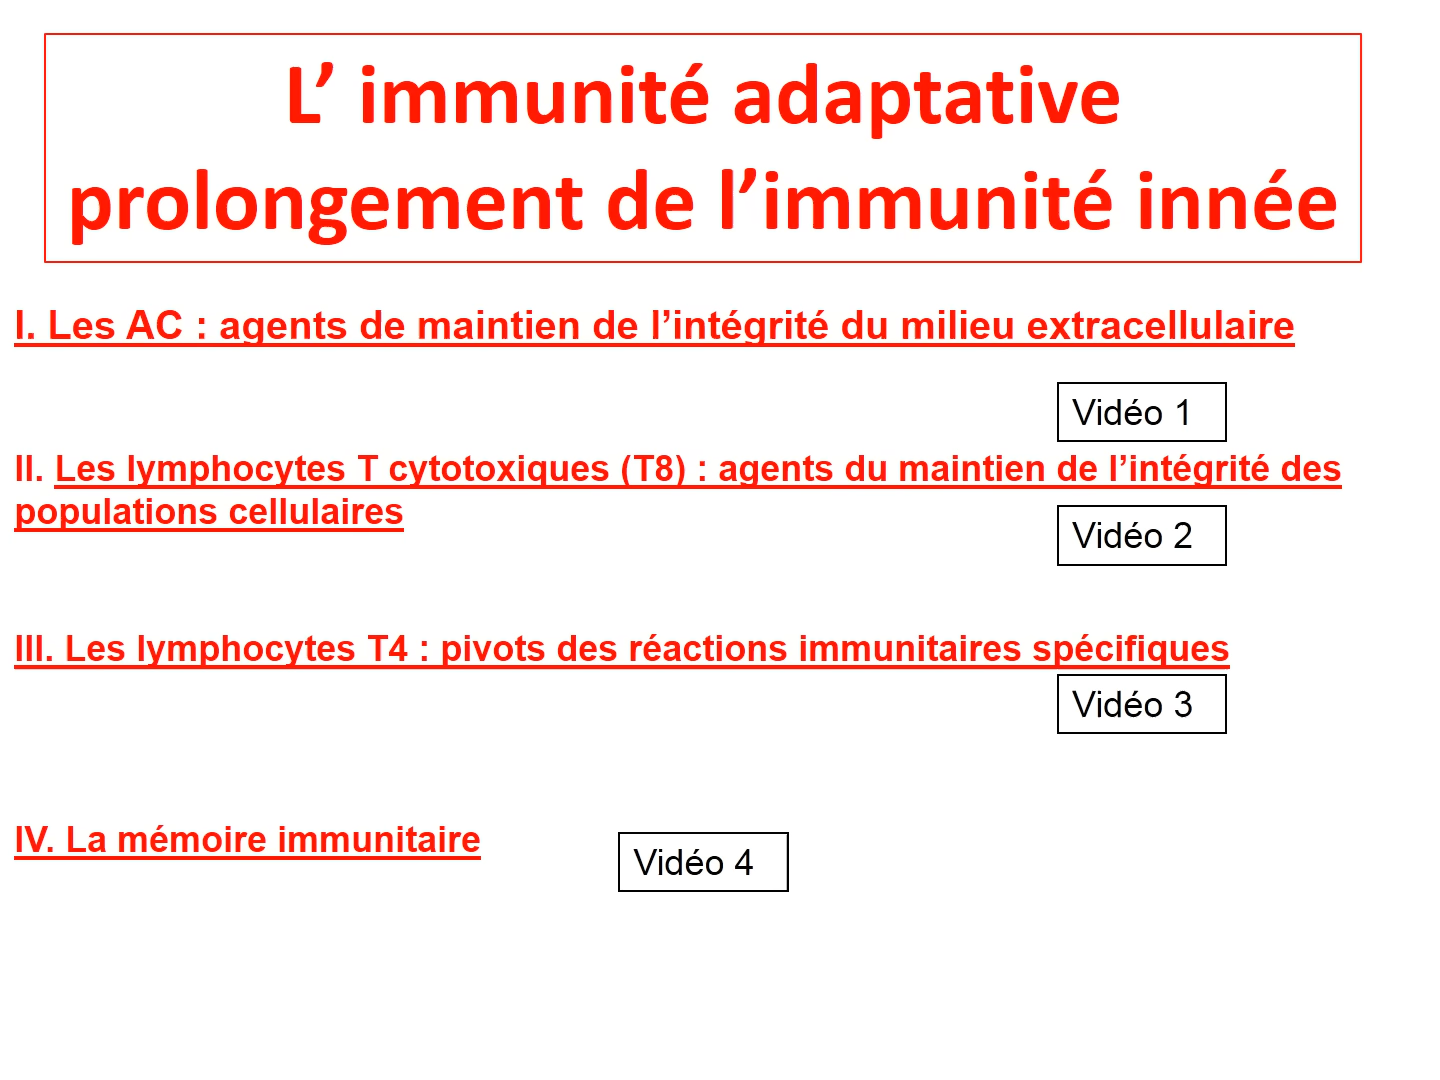 L’ immunité adaptative
prolongement de l’immunité innée
I. Les AC : agents de maintien de l’intégrité du milieu extracellulaire
Vidéo 1
II. Les lymphocytes T cytotoxiques (T8) : agents du maintien de l’intégrité des
populations cellulaires
Vidéo 2
III. Les lymphocytes T4 : pivots des réactions immunitaires spécifiques
Vidéo 3
IV. La mémoire immunitaire
Vidéo 4